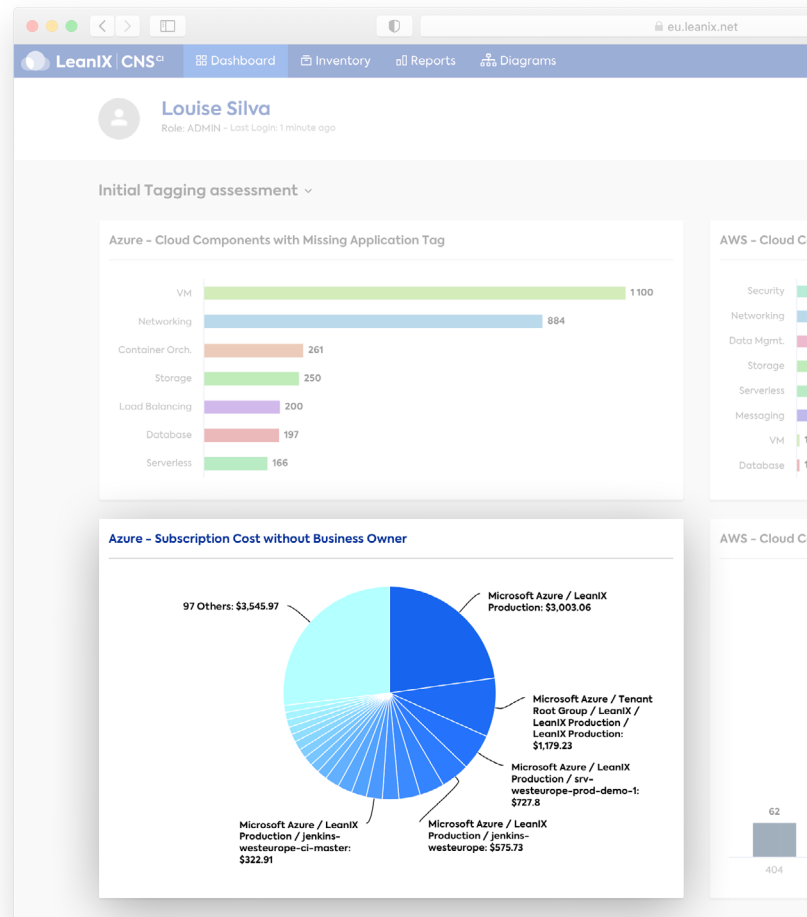 eu.leanix.net
LeanIX | CNS CI
Dashboard
Inventory
Reports
Diagrams
Louise Silva
Role: ADMIN - Last Login: 1 minute ago
Initial Tagging assessment
Azure - Cloud Components with Missing Application Tag
VM
1 100
Networking
884
Container Orch.
261
Storage
250
Load Balancing
200
Database
197
Serverless
166
AWS - Cloud C
Security
Networking
Data Mgmt.
Storage
Serverless
Messaging
VM
1
Database
1
Azure - Subscription Cost without Business Owner
97 Others: $3,545.97
Microsoft Azure / LeanIX
Production: $3,003.06
Microsoft Azure / Tenant
Root Group / LeanIX /
LeanIX Production /
LeanIX Production:
$1,179.23
Microsoft Azure / LeanIX
Production / srv-
westeurope-prod-demo-1:
$727.8
Microsoft Azure / LeanIX
Production / jenkins-
westeurope: $575.73
Microsoft Azure / LeanIX
Production / jenkins-
westeurope-ci-master:
$322.91
AWS - Cloud C
62
404